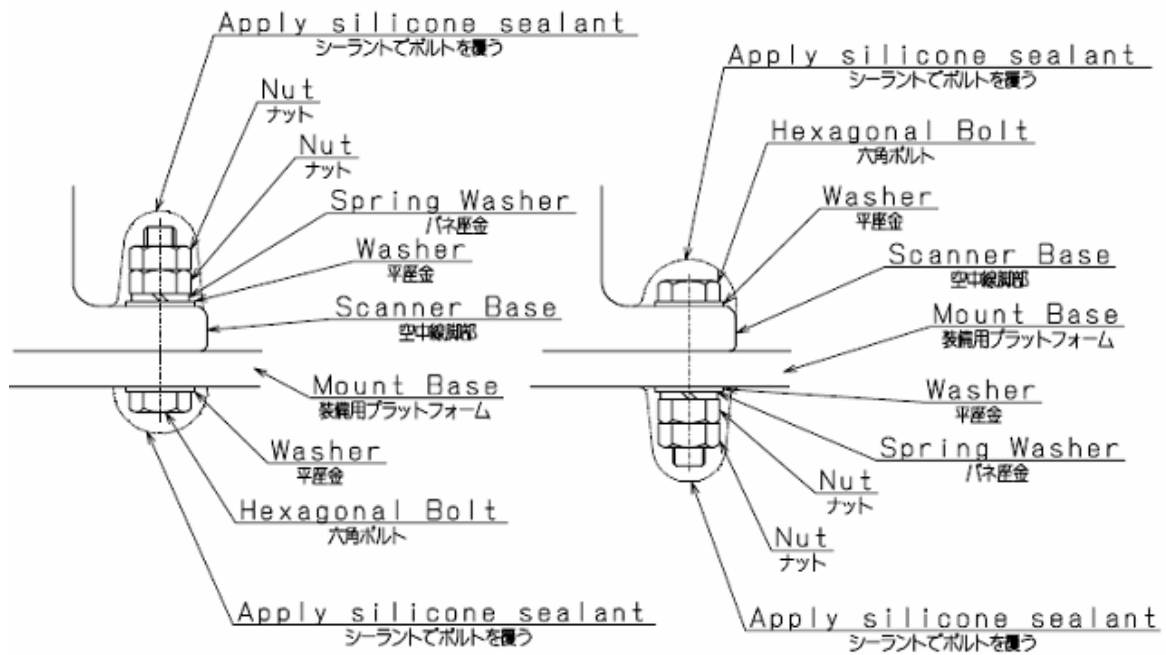 Apply silicone sealant
シーラントでボルトを覆う
Nut
ナット
Nut
ナット
Spring Washer
バネ座金
Washer
平座金
Scanner Base
空中線脚部
Mount Base
装備用プラットフォーム
Washer
平座金
Hexagonal Bolt
六角ボルト
Apply silicone sealant
シーラントでボルトを覆う
Apply silicone sealant
シーラントでボルトを覆う
Hexagonal Bolt
六角ボルト
Washer
平座金
Scanner Base
空中線脚部
Mount Base
装備用プラットフォーム
Washer
平座金
Spring Washer
バネ座金
Nut
ナット
Nut
ナット
Apply silicone sealant
シーラントでボルトを覆う